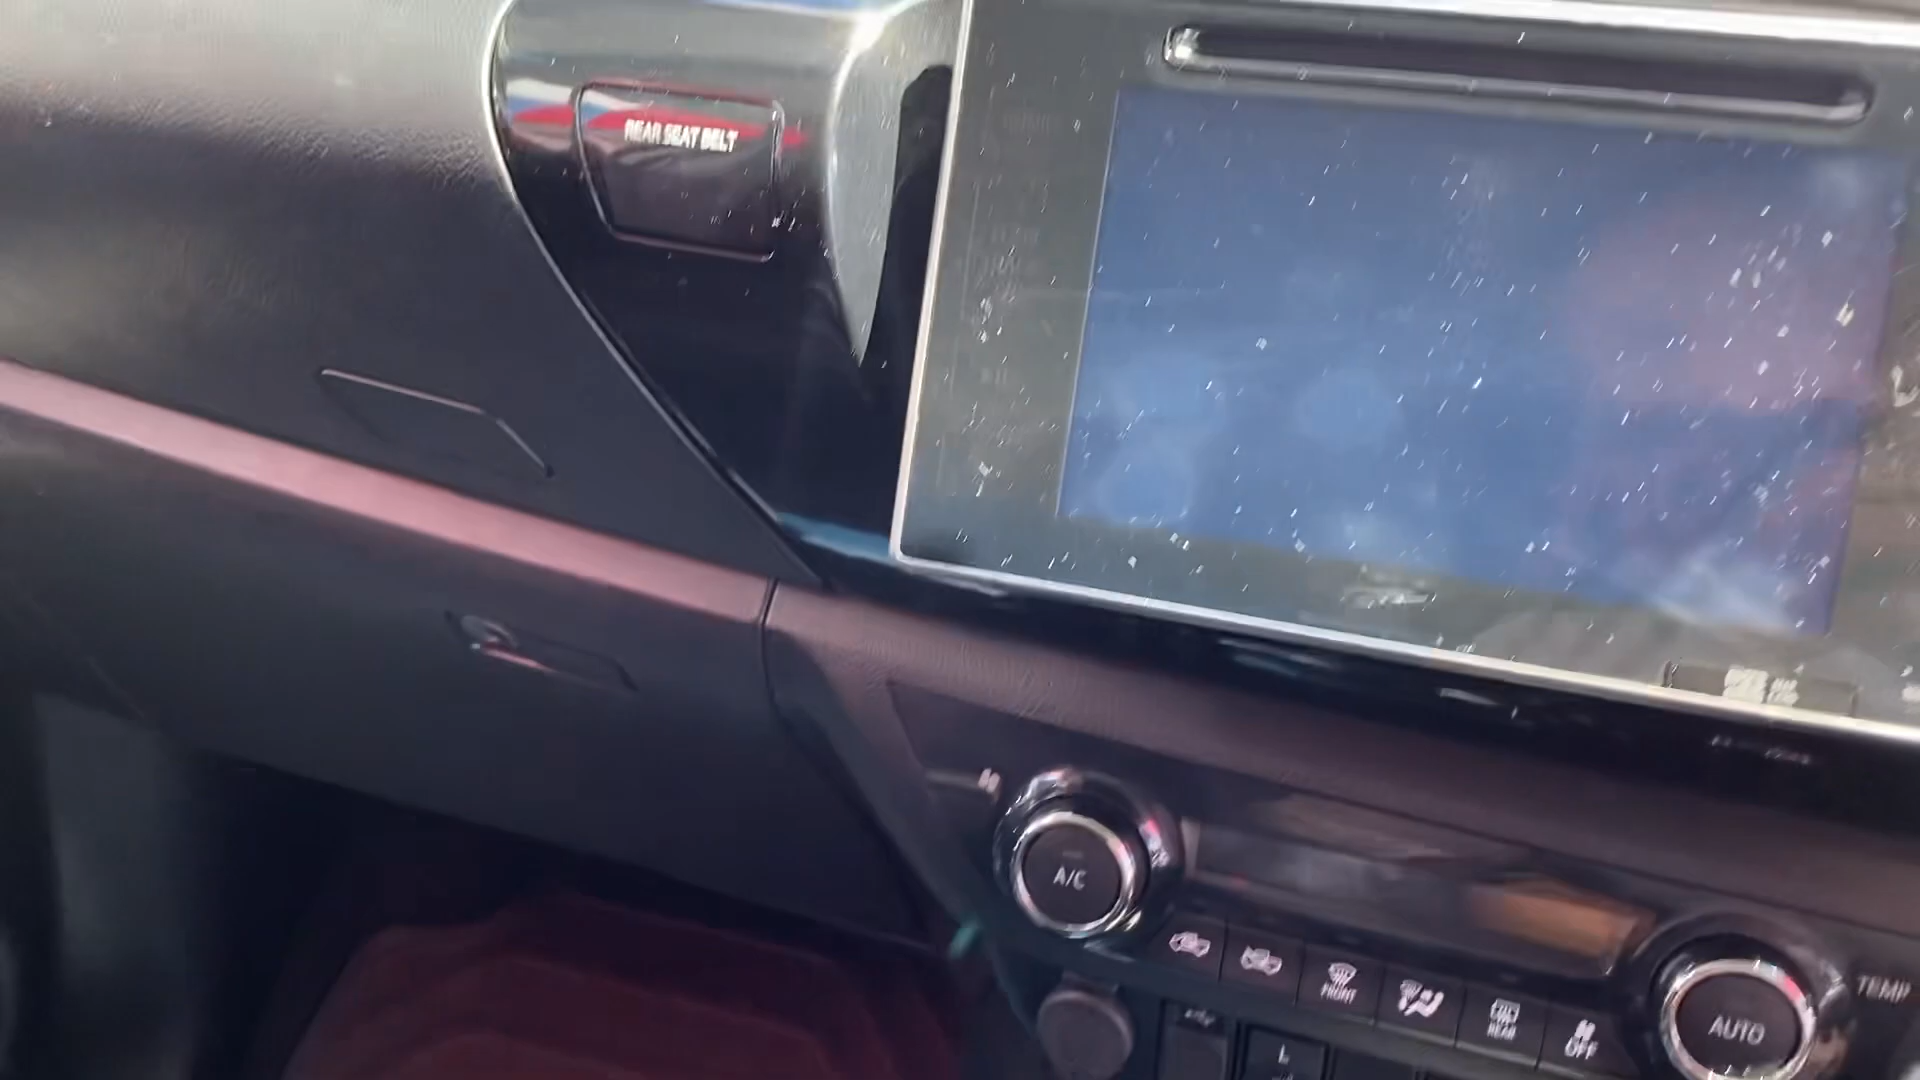 REAR SEAT BELT
A/C
FRONT
REAR
OFF
TEMP
AUTO
L